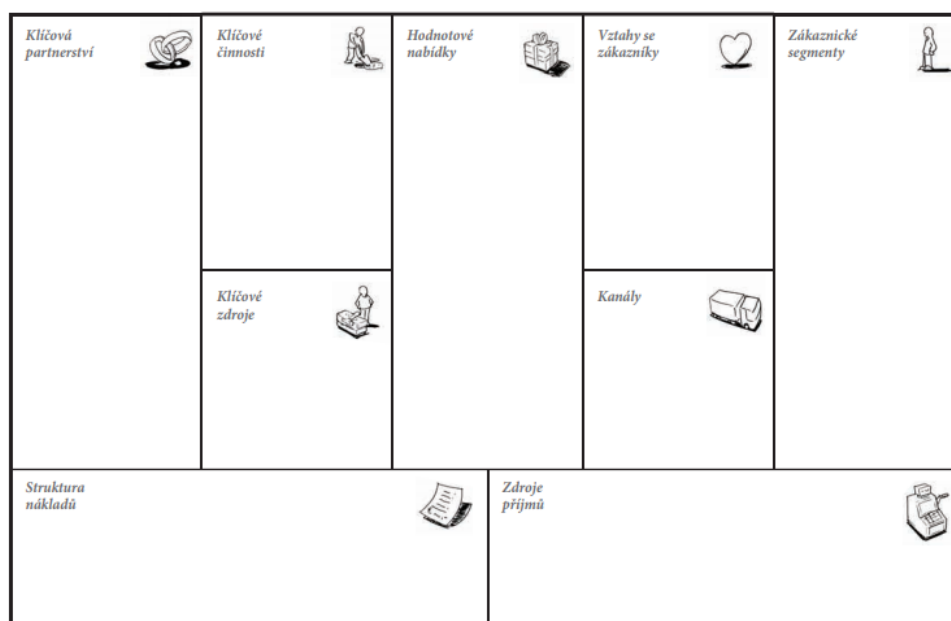 Klíčová
partnerství
Klíčové
činnosti
Hodnotové
nabídky
Vztahy se
zákazníky
Zákaznické
segmenty
Klíčové
zdroje
Kanály
Struktura
nákladů
Zdroje
příjmů